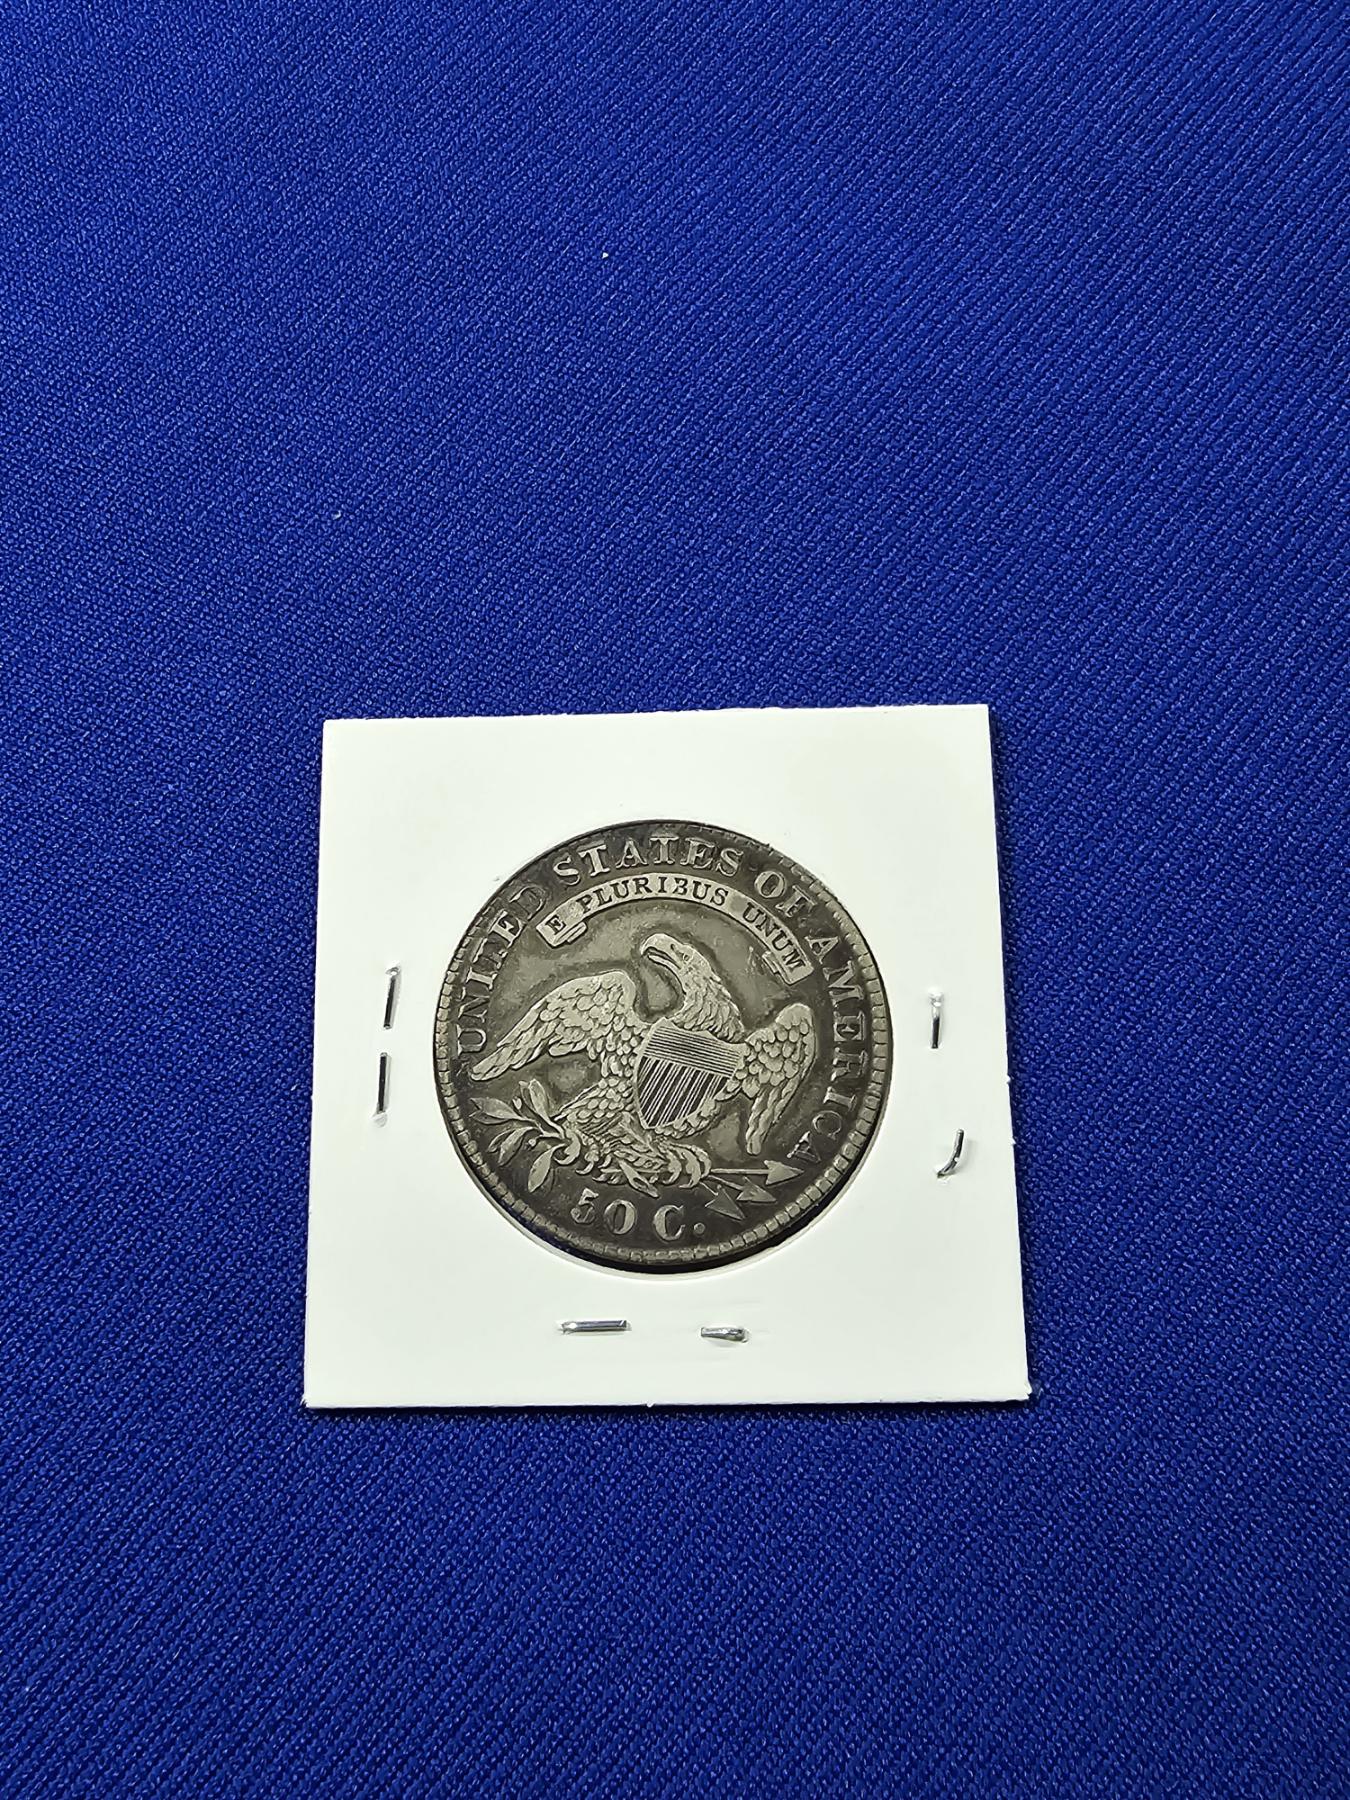 UNITED STATES OF AMERICA
E PLURIBUS UNUM
50 C.